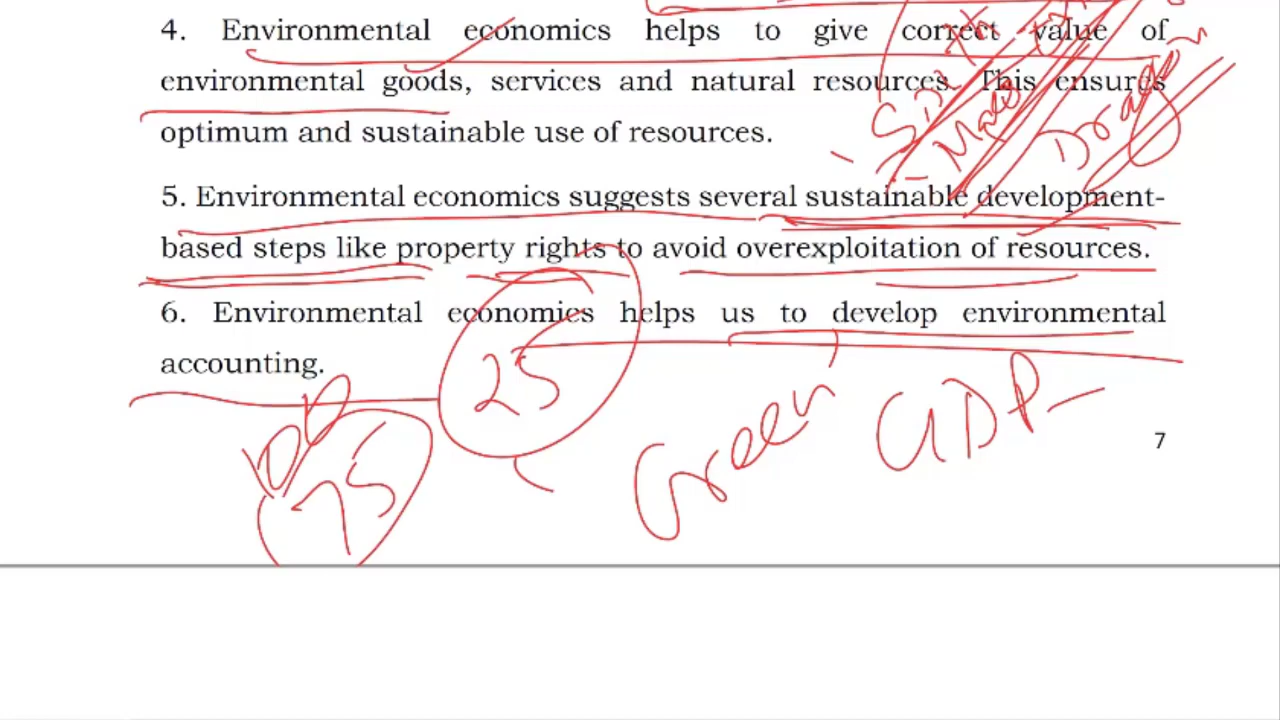 4. Environmental economics helps to give correct value of
environmental goods, services and natural resources. This ensures
optimum and sustainable use of resources.
Dragon
5. Environmental economics suggests several sustainable development-
based steps like property rights to avoid overexploitation of resources.
6. Environmental economics helps us to develop environmental
accounting.
25
Green GDP
75
7